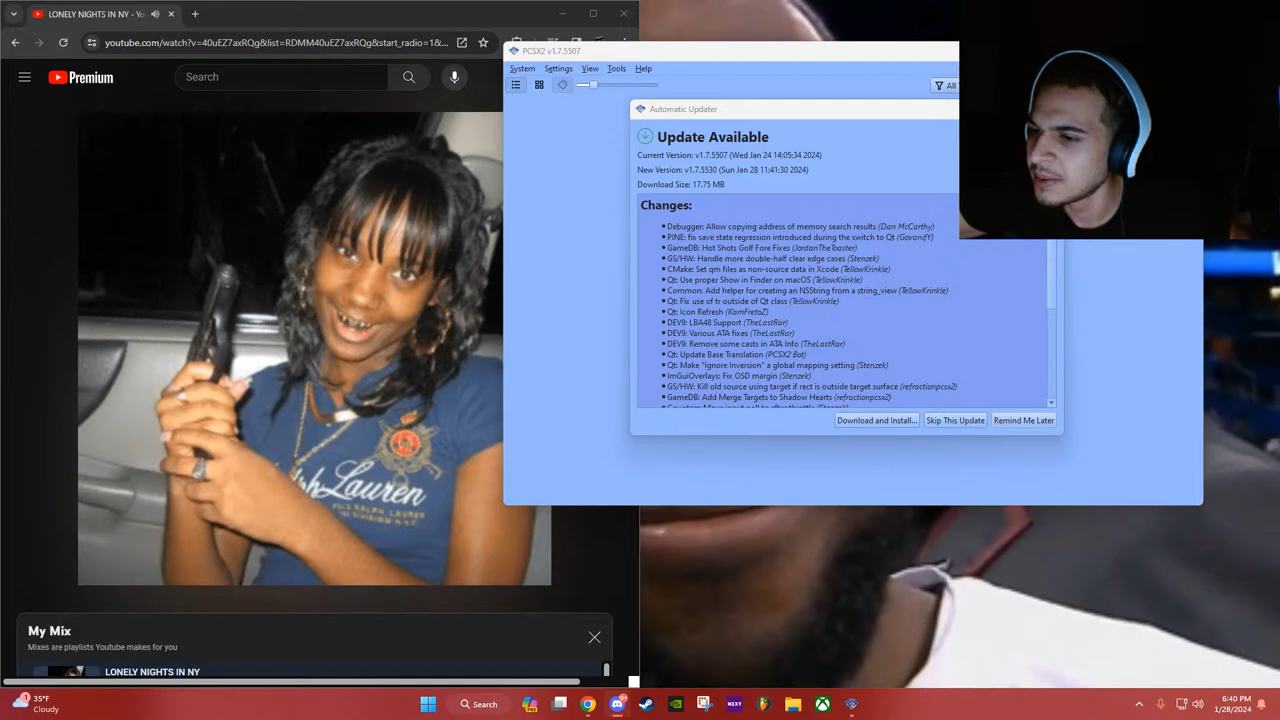 LONELY NIGHTS IN NY - Yo
youtube.com/watch?v=40uEZ7axRQg&list=RDMM40uEZ7axRQg&start_radio=1&...
Premium
Search
Ralph Lauren
My Mix
Mixes are playlists Youtube makes for you
LONELY NIGHTS IN NY
PCSX2 v1.7.5507
System Settings View Tools Help
All
Automatic Updater
Update Available
Current Version: v1.7.5507 (Wed Jan 24 14:05:34 2024)
New Version: v1.7.5530 (Sun Jan 28 11:41:30 2024)
Download Size: 17.75 MB
Changes:
• Debugger: Allow copying address of memory search results (Dan McCarthy)
• PINE: fix save state regression introduced during the switch to Qt (Govanify)
• GameDB: Hot Shots Golf Fore Fixes (JordanTheToaster)
• GS/HW: Handle more double-half clear edge cases (Stenzek)
• CMake: Set qm files as non-source data in Xcode (TellowKrinkle)
• Qt: Use proper Show in Finder on macOS (TellowKrinkle)
• Common: Add helper for creating an NSString from a string_view (TellowKrinkle)
• Qt: Fix use of tr outside of Qt class (TellowKrinkle)
• Qt: Icon Refresh (KamFretoZ)
• DEV9: LBA48 Support (TheLastRar)
• DEV9: Various ATA fixes (TheLastRar)
• DEV9: Remove some casts in ATA Info (TheLastRar)
• Qt: Update Base Translation (PCSX2 Bot)
• Qt: Make "Ignore Inversion" a global mapping setting (Stenzek)
• ImGuiOverlays: Fix OSD margin (Stenzek)
• GS/HW: Kill old source using target if rect is outside target surface (refractionpcsx2)
• GameDB: Add Merge Targets to Shadow Hearts (refractionpcsx2)
Download and Install... Skip This Update Remind Me Later
35°F
Cloudy
Search
NZXT
6:40 PM
1/28/2024